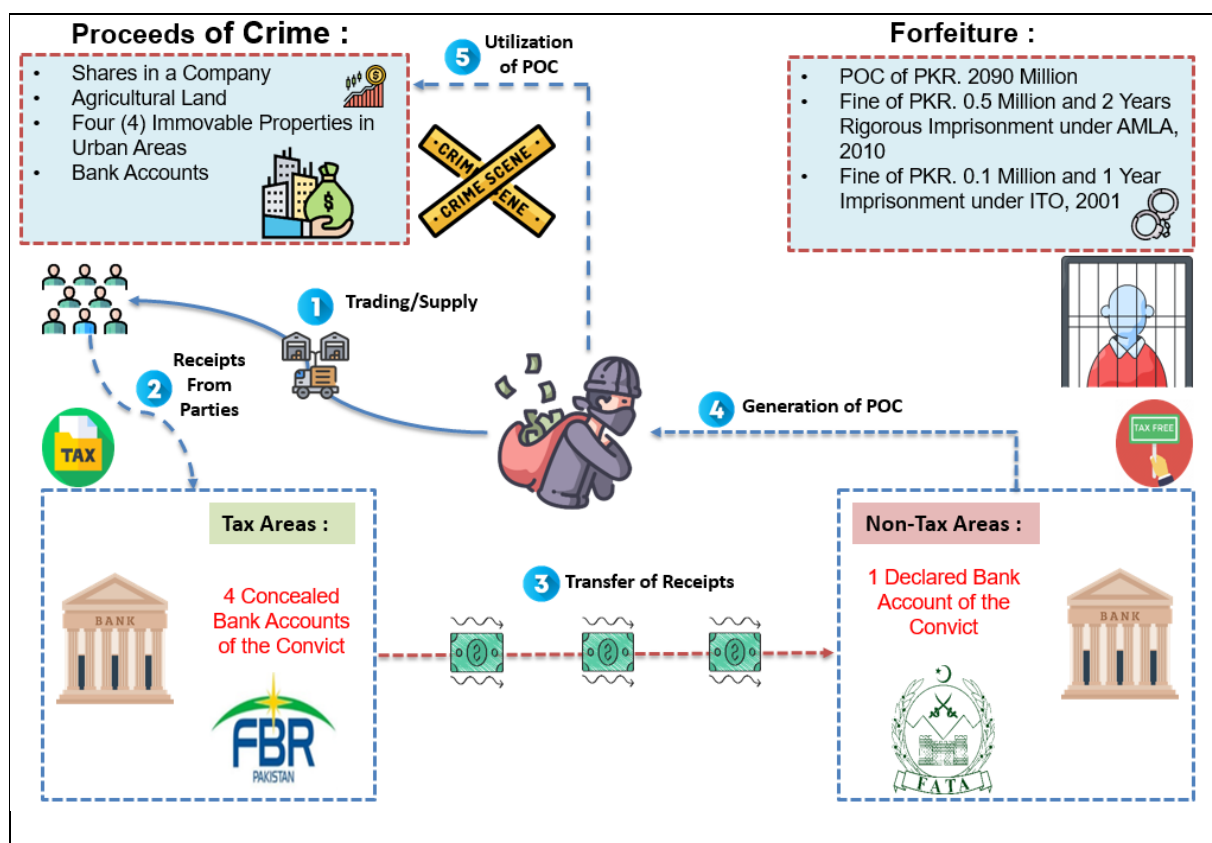 Proceeds of Crime :
• Shares in a Company
• Agricultural Land
• Four (4) Immovable Properties in
Urban Areas
• Bank Accounts
5 Utilization
of POC
CRIME SCENE
CRIM
ENE
Forfeiture :
• POC of PKR. 2090 Million
• Fine of PKR. 0.5 Million and 2 Years
Rigorous Imprisonment under AMLA,
2010
• Fine of PKR. 0.1 Million and 1 Year
Imprisonment under ITO, 2001
1 Trading/Supply
2 Receipts
From
Parties
TAX
4 Generation of POC
TAX FREE
Tax Areas :
BANK
4 Concealed
Bank Accounts
of the Convict
FBR
PAKISTAN
3 Transfer of Receipts
Non-Tax Areas :
1 Declared Bank
Account of the
Convict
BANK
FATA